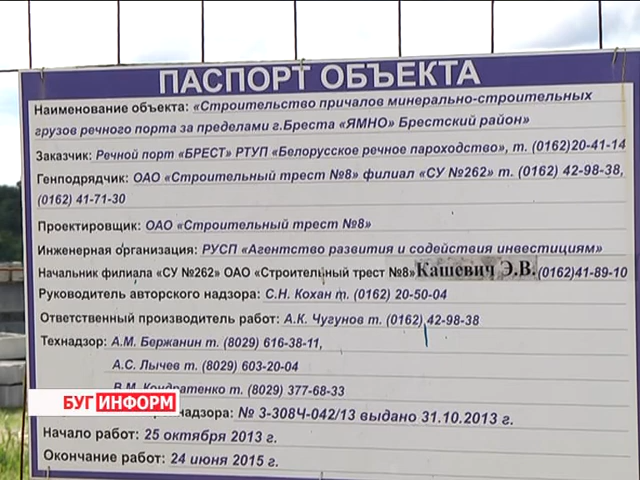 ПАСПОРТ ОБЪЕКТА
Наименование объекта: «Строительство причалов минерально-строительных
грузов речного порта за пределами г.Бреста «ЯМНО» Брестский район»
Заказчик: Речной порт «БРЕСТ» РТУП «Белорусское речное пароходство», т. (0162)20-41-14
Генподрядчик: ОАО «Строительный трест №8» филиал «СУ №262» т. (0162) 42-98-38,
(0162) 41-71-30
Проектировщик: ОАО «Строительный трест №8»
Инженерная организация: РУСП «Агентство развития и содействия инвестициям»
Начальник филиала «СУ №262» ОАО «Строительный трест №8» Кашевич Э.В. (0162)41-89-10
Руководитель авторского надзора: С.Н. Кохан т. (0162) 20-50-04
Ответственный производитель работ: А.К. Чугунов т. (0162) 42-98-38
Технадзор: А.М. Бержанин т. (8029) 616-38-11,
А.С. Лычев т. (8029) 603-20-04
В.М. Кондратенко т. (8029) 377-68-33
БУГ ИНФОРМ
надзора: № 3-308Ч-042/13 выдано 31.10.2013 г.
Начало работ: 25 октября 2013 г.
Окончание работ: 24 июня 2015 г.